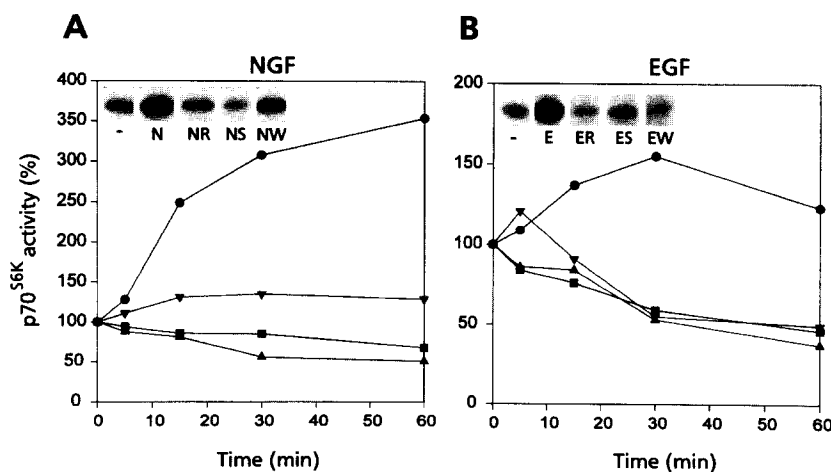 A
B
NGF
EGF
400
350
300
250
200
150
100
50
0
p70S6K activity (%)
- N NR NS NW
0 10 20 30 40 50 60
Time (min)
200
150
100
50
0
- E ER ES EW
0 10 20 30 40 50 60
Time (min)